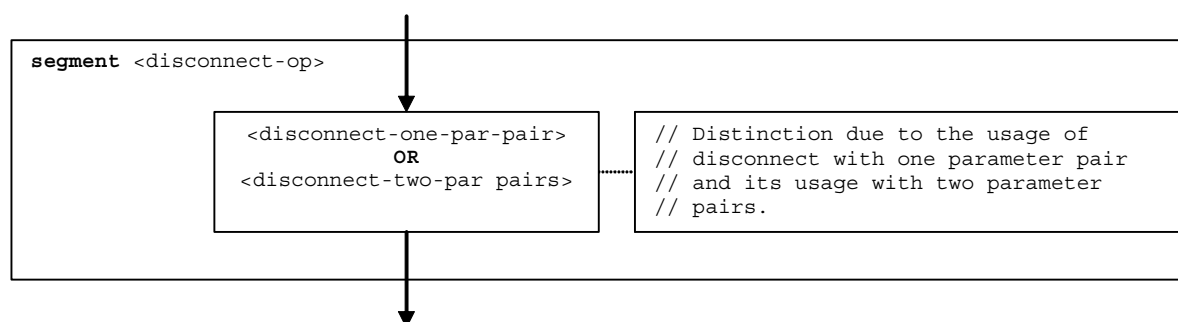 segment <disconnect-op>
<disconnect-one-par-pair>
OR
<disconnect-two-par pairs>
// Distinction due to the usage of
// disconnect with one parameter pair
// and its usage with two parameter
// pairs.